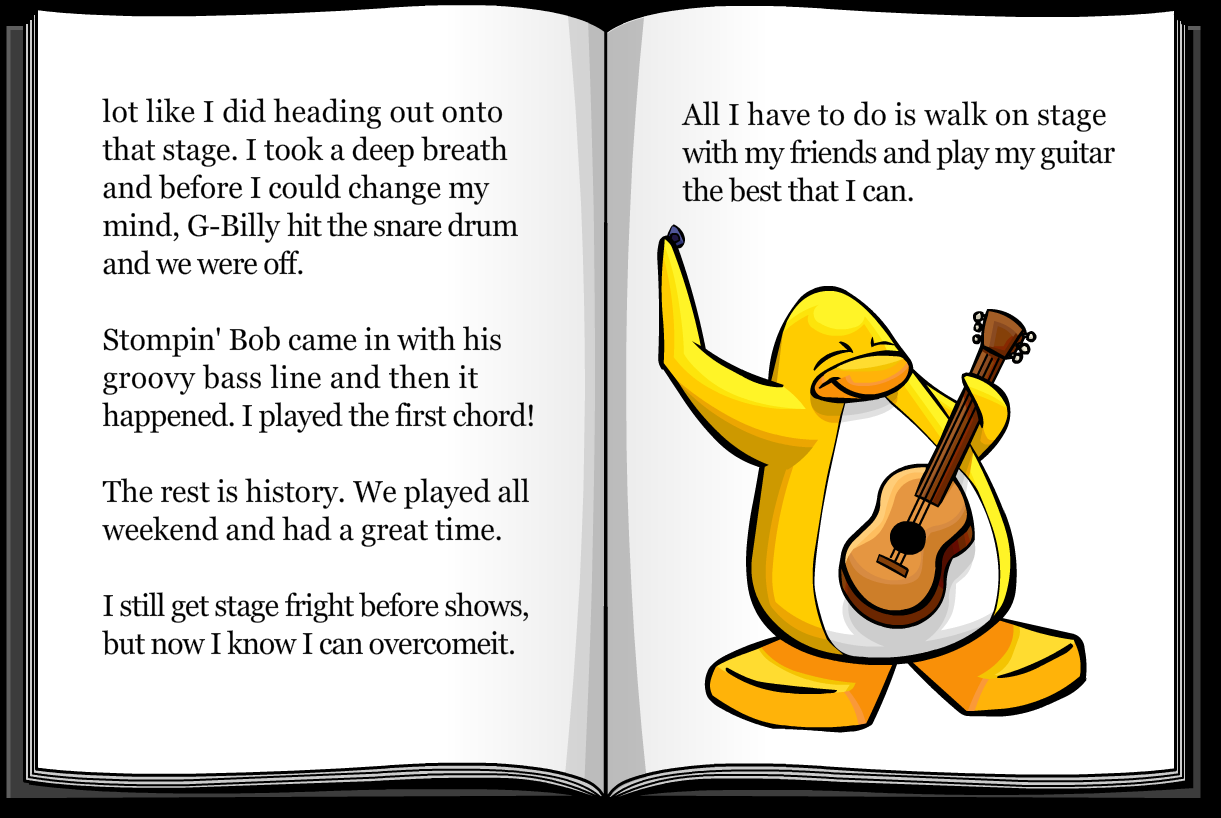 lot like I did heading out onto
that stage. I took a deep breath
and before I could change my
mind, G-Billy hit the snare drum
and we were off.
Stompin' Bob came in with his
groovy bass line and then it
happened. I played the first chord!
The rest is history. We played all
weekend and had a great time.
I still get stage fright before shows,
but now I know I can overcomeit.
All I have to do is walk on stage
with my friends and play my guitar
the best that I can.